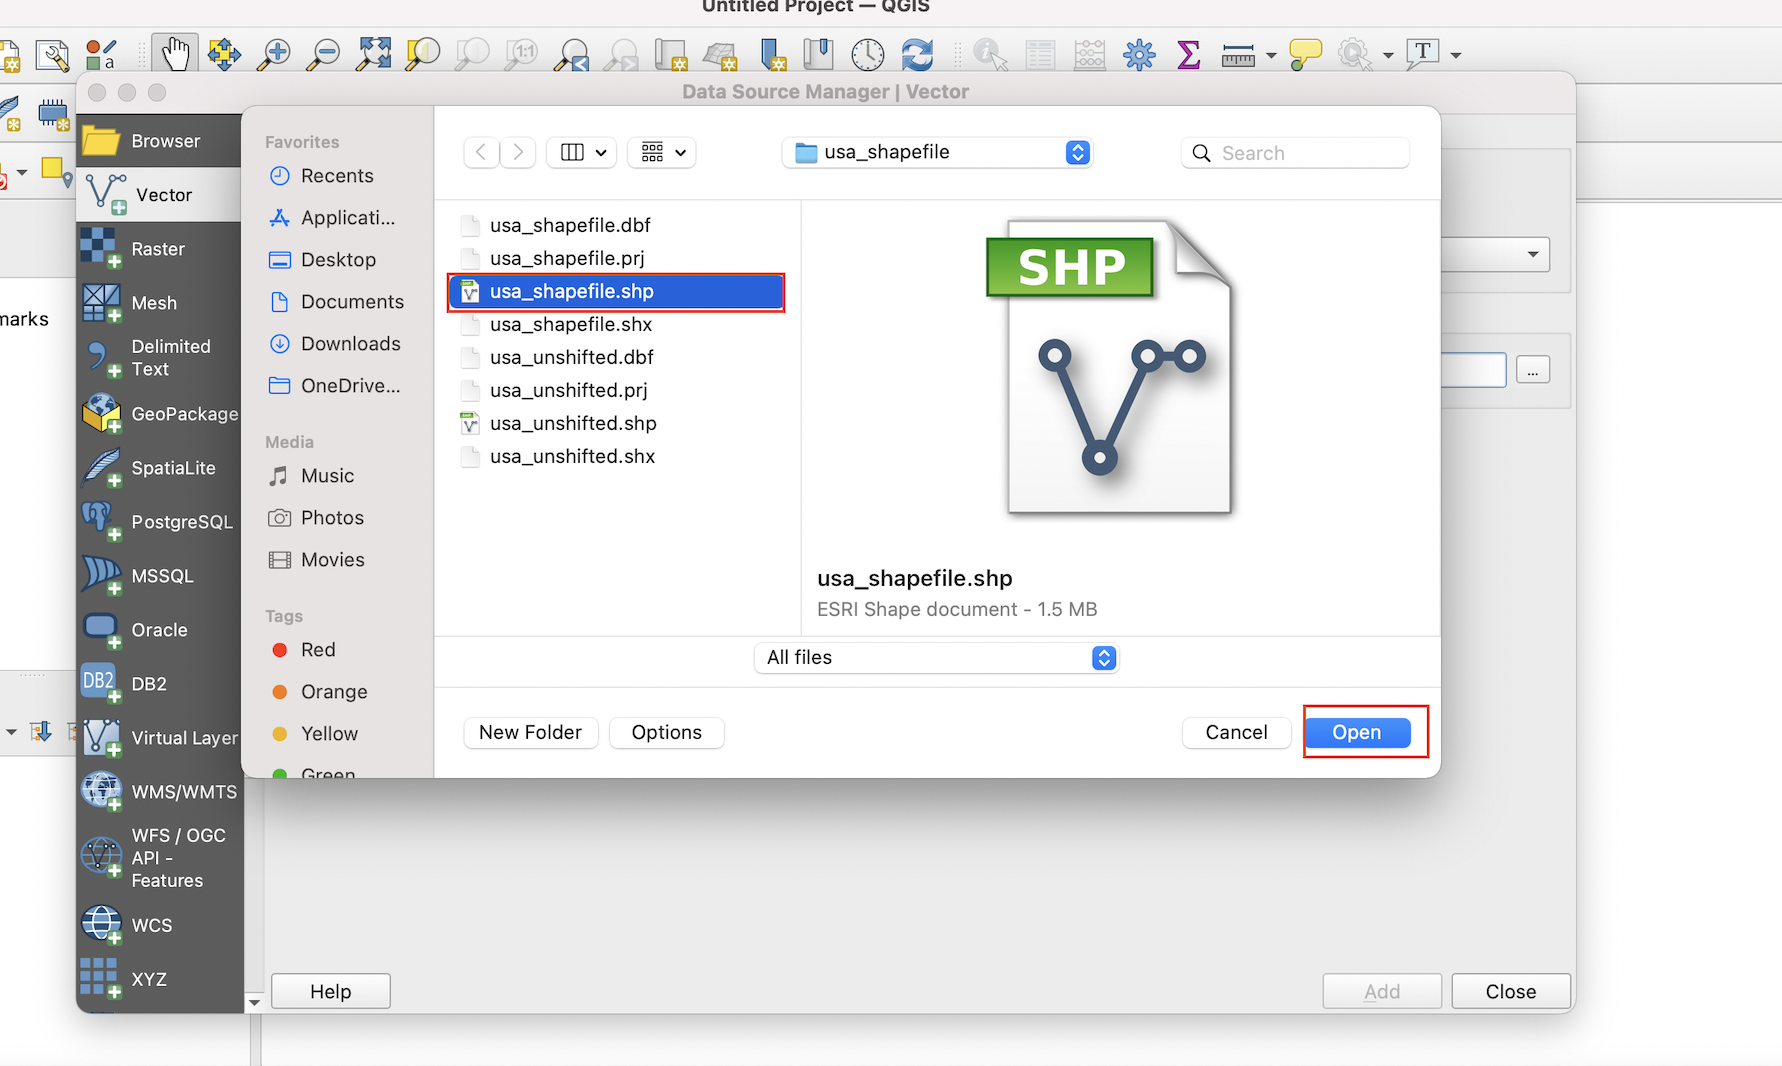 Untitled Project — QGIS
a
1:1
T
Data Source Manager | Vector
Browser
Vector
Raster
Mesh
Delimited
Text
GeoPackage
SpatiaLite
PostgreSQL
MSSQL
Oracle
DB2
DB2
Virtual Layer
WMS/WMTS
WFS / OGC
API -
Features
WCS
XYZ
marks
Favorites
Recents
Applicati...
Desktop
Documents
Downloads
OneDrive...
Media
Music
Photos
Movies
Tags
Red
Orange
Yellow
Green
usa_shapefile
Search
usa_shapefile.dbf
usa_shapefile.prj
usa_shapefile.shp
usa_shapefile.shx
usa_unshifted.dbf
usa_unshifted.prj
usa_unshifted.shp
usa_unshifted.shx
SHP
usa_shapefile.shp
ESRI Shape document - 1.5 MB
All files
New Folder
Options
Cancel
Open
...
Help
Add
Close